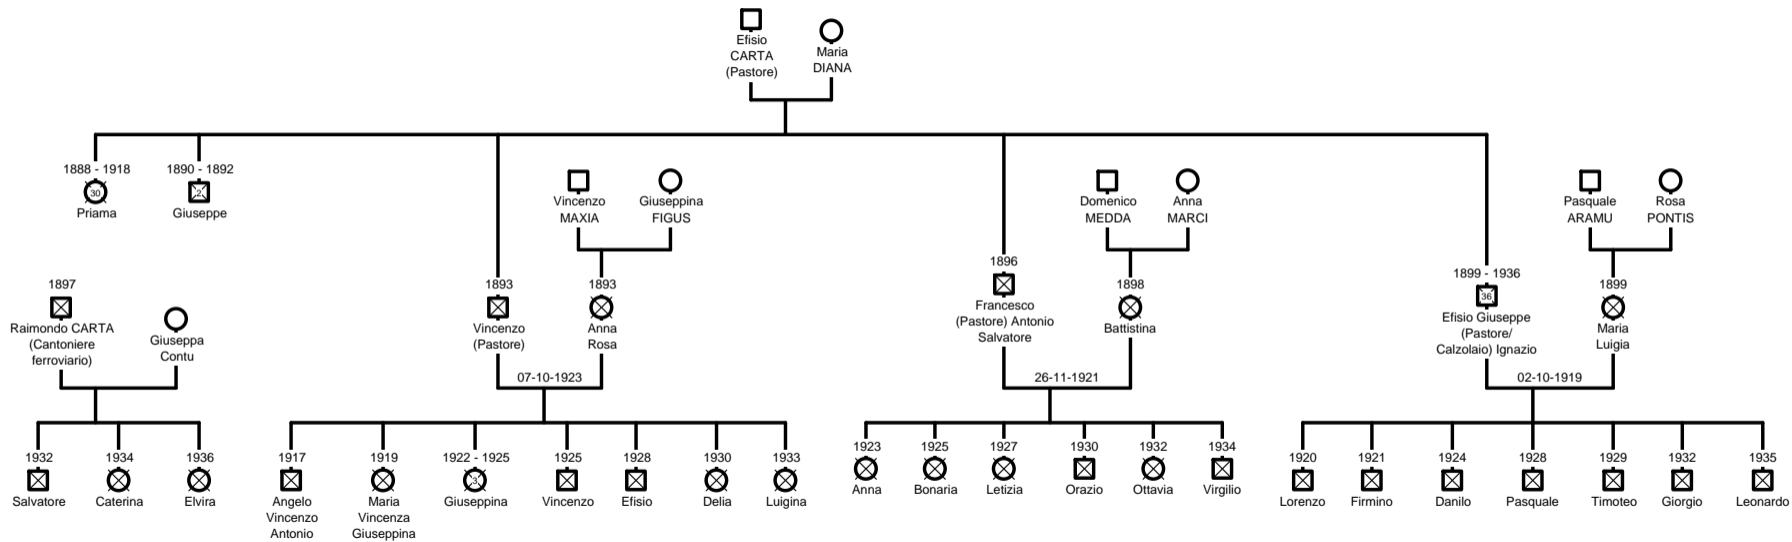 Efisio
CARTA
(Pastore)
Maria
DIANA
1888 - 1918
30
Priama
1890 - 1892
2
Giuseppe
Vincenzo
MAXIA
Giuseppina
FIGUS
Domenico
MEDDA
Anna
MARCI
Pasquale
ARAMU
Rosa
PONTIS
1897
Raimondo CARTA
(Cantoniere
ferroviario)
Giuseppa
Contu
1893
Vincenzo
(Pastore)
1893
Anna
Rosa
07-10-1923
1896
Francesco
(Pastore) Antonio
Salvatore
1898
Battistina
26-11-1921
1899 - 1936
36
Efisio Giuseppe
(Pastore/
Calzolaio) Ignazio
1899
Maria
Luigia
02-10-1919
1932
Salvatore
1934
Caterina
1936
Elvira
1917
Angelo
Vincenzo
Antonio
1919
Maria
Vincenza
Giuseppina
1922 - 1925
3
Giuseppina
1925
Vincenzo
1928
Efisio
1930
Delia
1933
Luigina
1923
Anna
1925
Bonaria
1927
Letizia
1930
Orazio
1932
Ottavia
1934
Virgilio
1920
Lorenzo
1921
Firmino
1924
Danilo
1928
Pasquale
1929
Timoteo
1932
Giorgio
1935
Leonardo